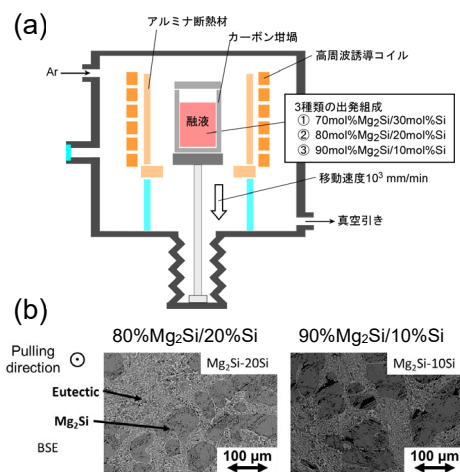 (a)
アルミナ断熱材
カーボン坩堝
高周波誘導コイル
Ar
融液
3種類の出発組成
① 70mol%Mg₂Si/30mol%Si
② 80mol%Mg₂Si/20mol%Si
③ 90mol%Mg₂Si/10mol%Si
移動速度10³ mm/min
真空引き
(b)
80%Mg₂Si/20%Si
90%Mg₂Si/10%Si
Pulling
direction
Mg₂Si-20Si
Mg₂Si-10Si
Eutectic
Mg₂Si
BSE
100 μm
100 μm